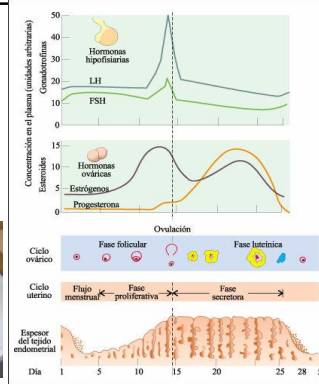 Concentración en el plasma (unidades arbitrarias)
Gonadotrofinas
50
40
30
20
10
0
Hormonas
hipofisiarias
LH
FSH
Esteroides
15
10
5
0
Hormonas
ováricas
Estrógenos
Progesterona
Ovulación
Ciclo
ovárico
Fase folicular
Fase luteínica
Ciclo
uterino
Flujo
menstrual
Fase
proliferativa
Fase
secretora
Espesor
del tejido
endometrial
Día 1 5 10 15 20 25 28 5